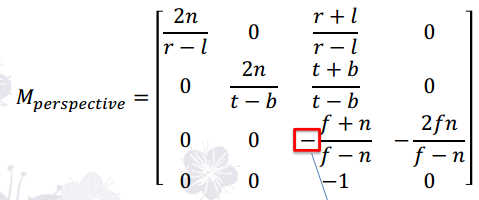 M_perspective = [ 2n/(r − l) 0 (r + l)/(r − l) 0
0 2n/(t − b) (t + b)/(t − b) 0
0 0 −(f + n)/(f − n) −2fn/(f − n)
0 0 −1 0 ]